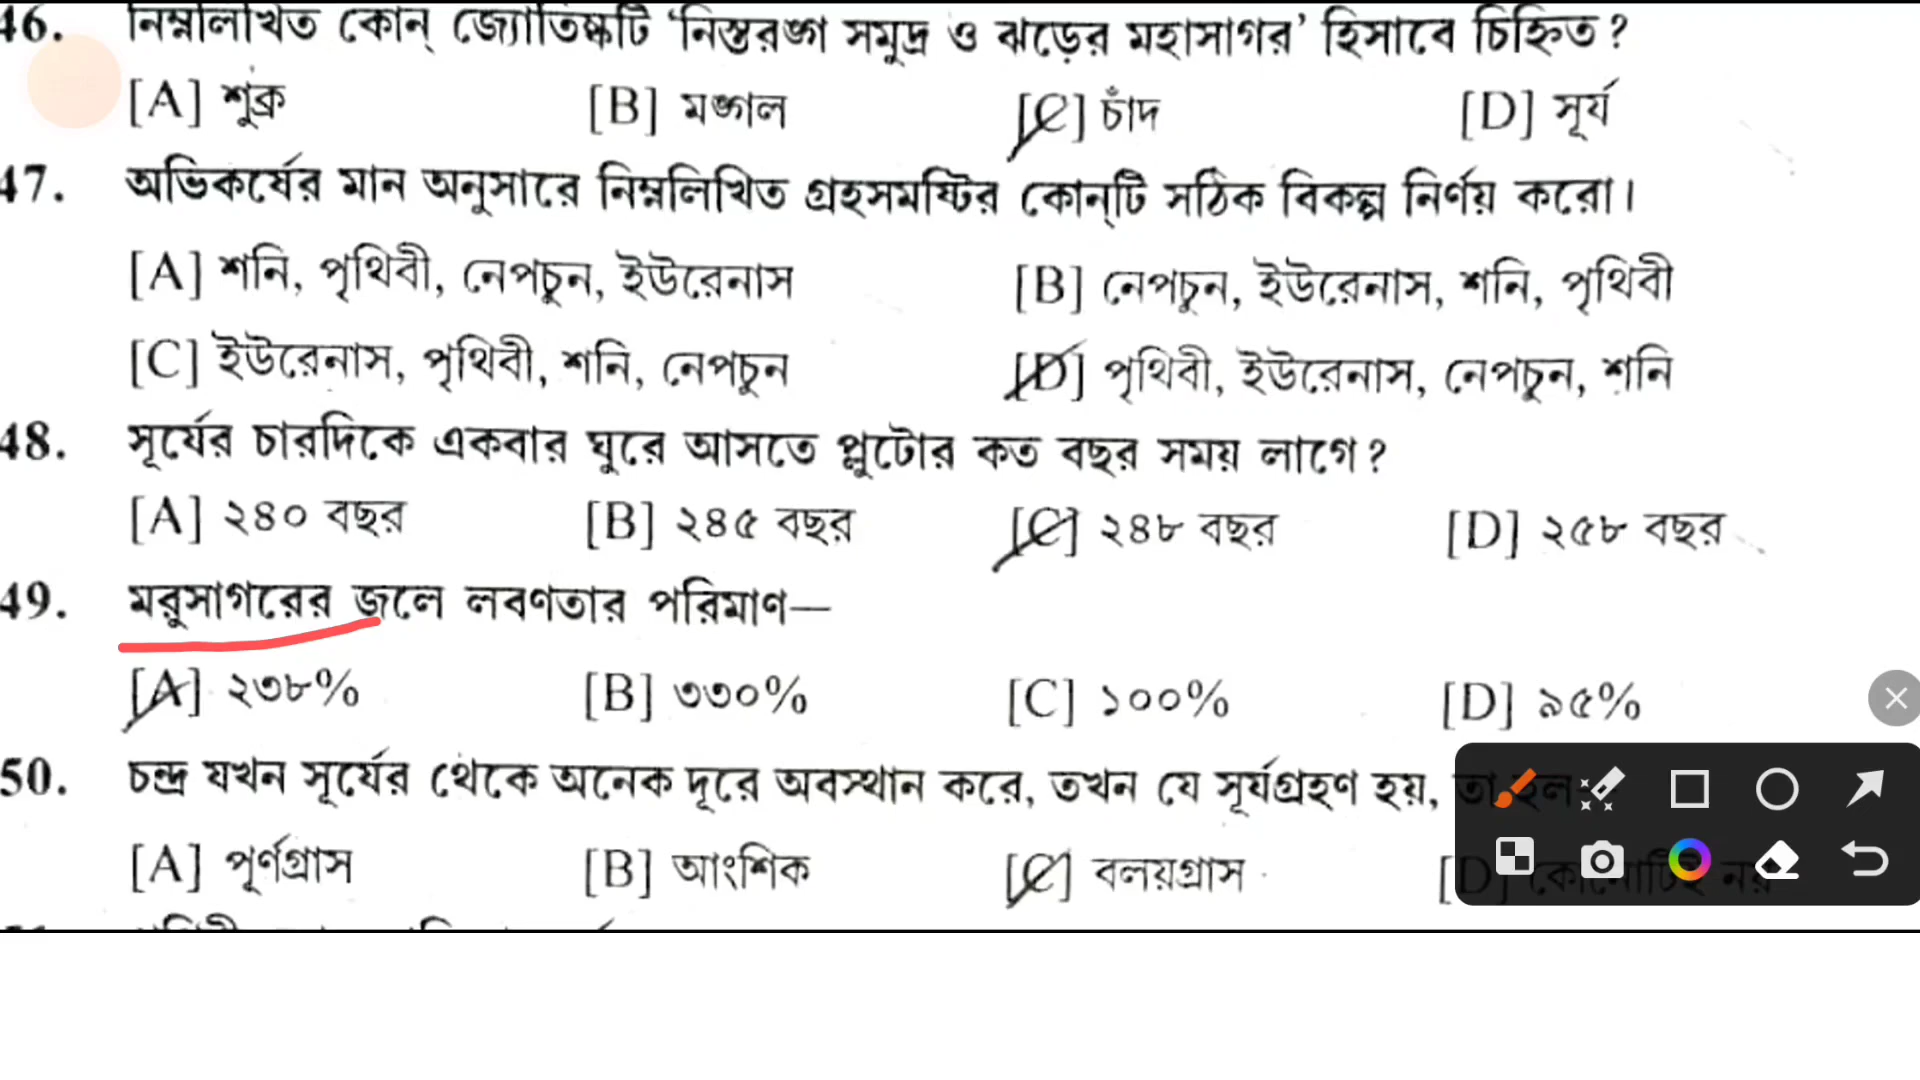 46. নিম্নলিখিত কোন্ জ্যোতিষ্কটি ‘নিস্তরঙ্গ সমুদ্র ও ঝড়ের মহাসাগর’ হিসাবে চিহ্নিত?
[A] শুক্র [B] মঙ্গল [C] চাঁদ [D] সূর্য
47. অভিকর্ষের মান অনুসারে নিম্নলিখিত গ্রহসমষ্টির কোন্‌টি সঠিক বিকল্প নির্ণয় করো।
[A] শনি, পৃথিবী, নেপচুন, ইউরেনাস [B] নেপচুন, ইউরেনাস, শনি, পৃথিবী
[C] ইউরেনাস, পৃথিবী, শনি, নেপচুন [D] পৃথিবী, ইউরেনাস, নেপচুন, শনি
48. সূর্যের চারদিকে একবার ঘুরে আসতে প্লুটোর কত বছর সময় লাগে?
[A] ২৪০ বছর [B] ২৪৫ বছর [C] ২৪৮ বছর [D] ২৫৮ বছর
49. মরুসাগরের জলে লবণতার পরিমাণ—
[A] ২৩৮% [B] ৩৩০% [C] ১০০% [D] ৯৫%
50. চন্দ্র যখন সূর্যের থেকে অনেক দূরে অবস্থান করে, তখন যে সূর্যগ্রহণ হয়, তা হল—
[A] পূর্ণগ্রাস [B] আংশিক [C] বলয়গ্রাস [D] কোনোটিই নয়